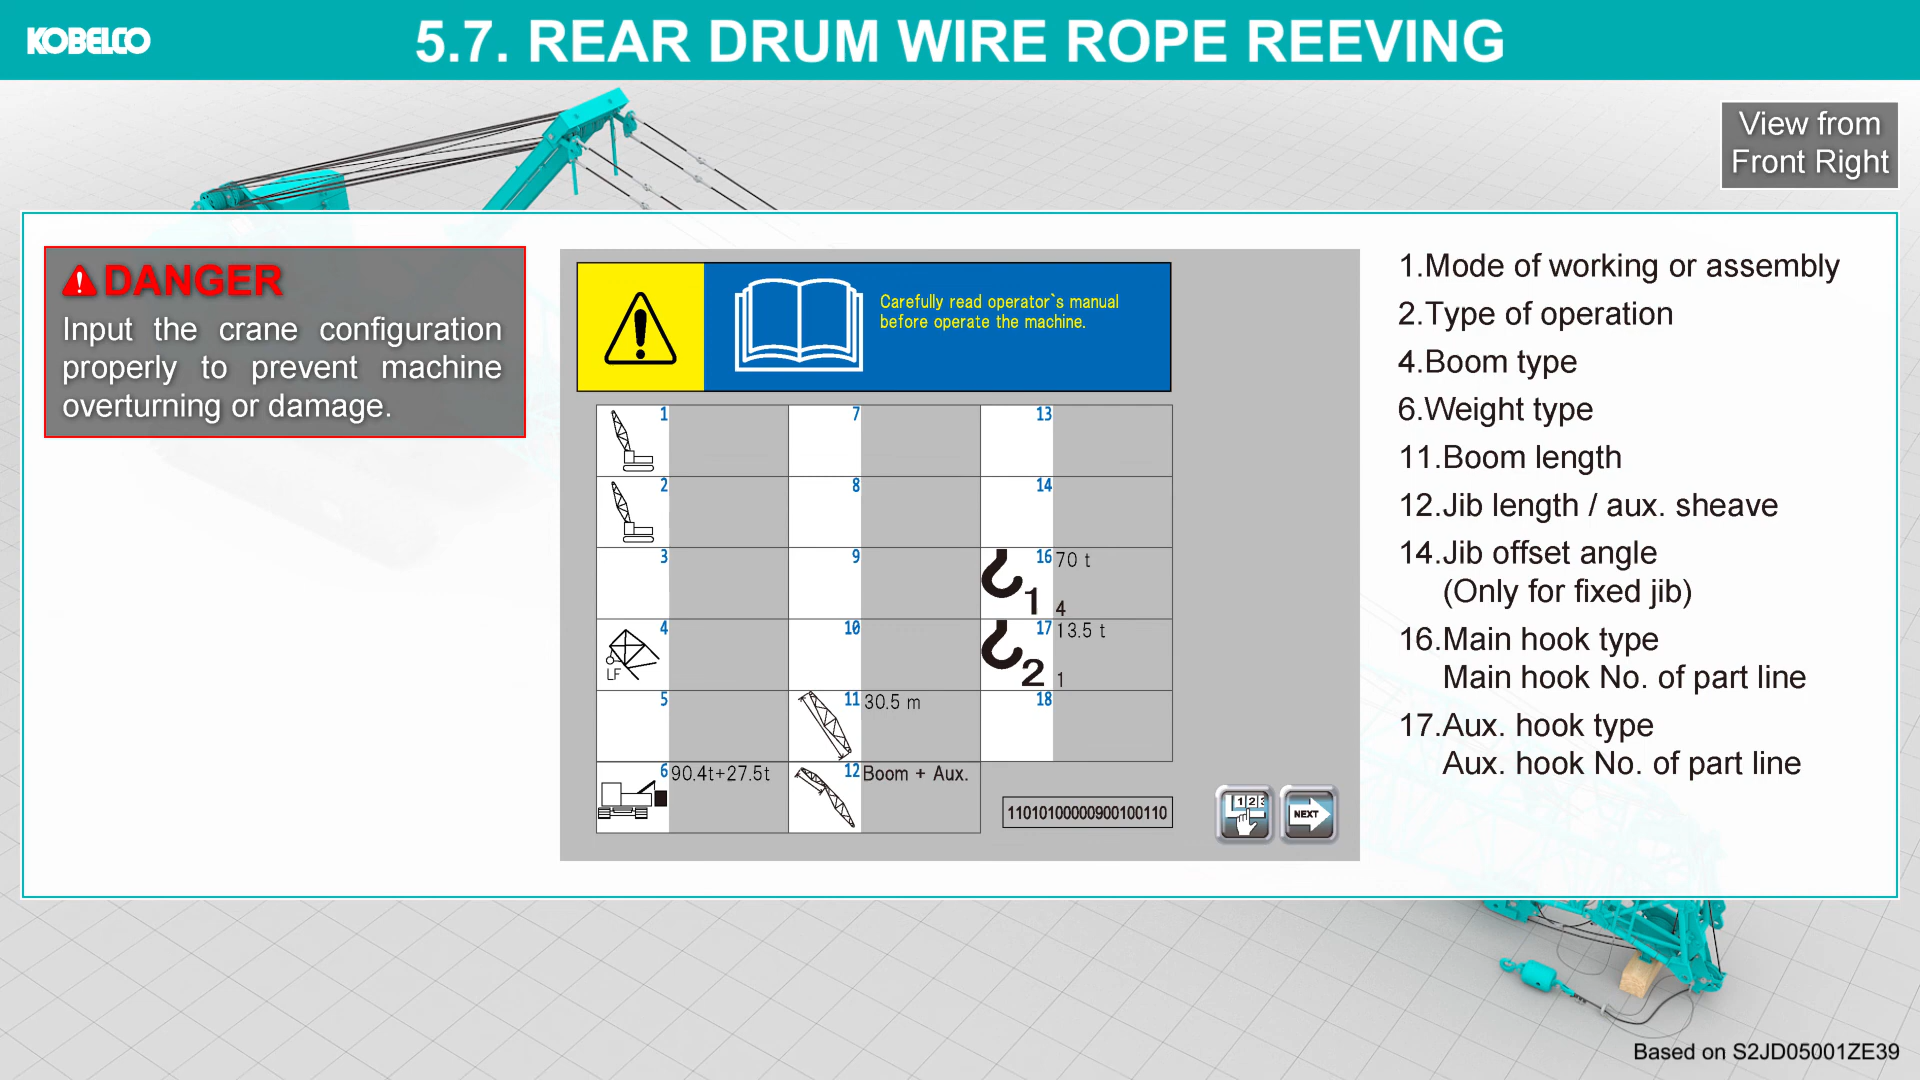 KOBELCO
5.7. REAR DRUM WIRE ROPE REEVING
View from
Front Right
DANGER
Input the crane configuration
properly to prevent machine
overturning or damage.
Carefully read operator`s manual
before operate the machine.
1
2
3
4
LF
5
6 90.4t+27.5t
7
8
9
10
11 30.5 m
12 Boom + Aux.
13
14
16 70 t
1 4
17 13.5 t
2 1
18
11010100000900100110
1 2 3
NEXT
1.Mode of working or assembly
2.Type of operation
4.Boom type
6.Weight type
11.Boom length
12.Jib length / aux. sheave
14.Jib offset angle
(Only for fixed jib)
16.Main hook type
Main hook No. of part line
17.Aux. hook type
Aux. hook No. of part line
Based on S2JD05001ZE39